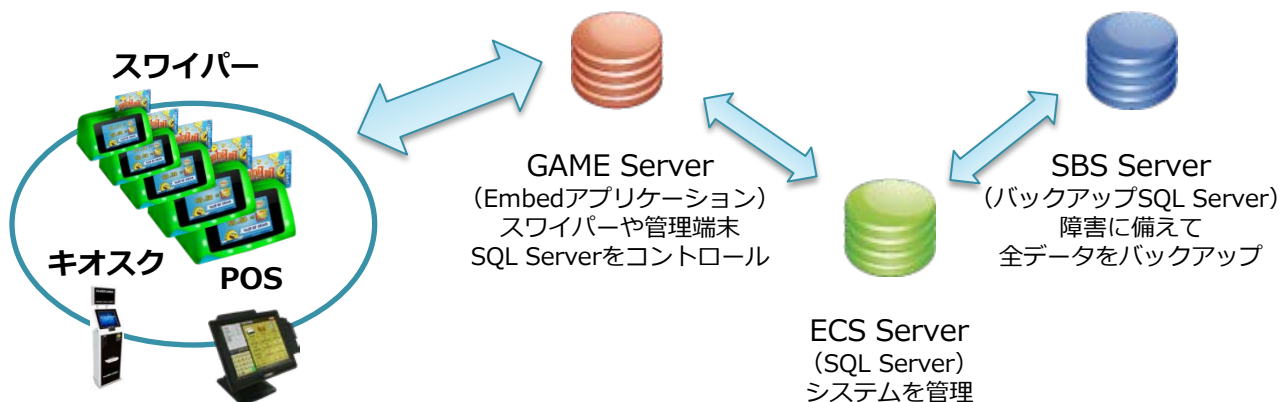 スワイパー
キオスク
POS
GAME Server
（Embedアプリケーション）
スワイパーや管理端末
SQL Serverをコントロール
ECS Server
（SQL Server）
システムを管理
SBS Server
（バックアップSQL Server）
障害に備えて
全データをバックアップ